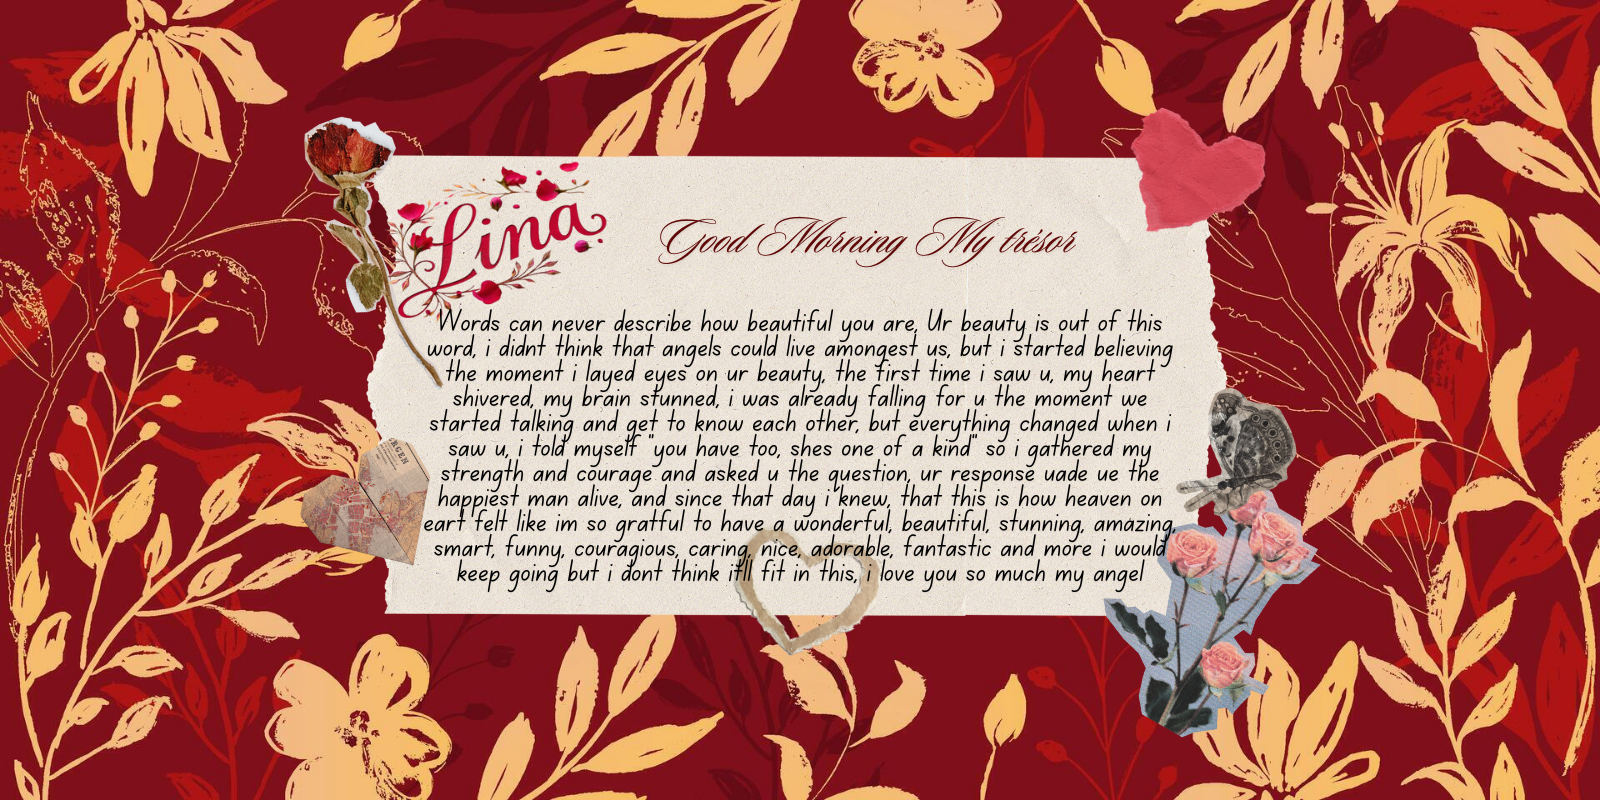 Lina
Good Morning My trésor
Words can never describe how beautiful you are, Ur beauty is out of this
word, i didnt think that angels could live amongest us, but i started believing
the moment i layed eyes on ur beauty, the first time i saw u, my heart
shivered, my brain stunned, i was already falling for u the moment we
started talking and get to know each other, but everything changed when i
saw u, i told myself "you have too, shes one of a kind" so i gathered my
strength and courage and asked u the question, ur response uade ue the
happiest man alive, and since that day i knew, that this is how heaven on
eart felt like im so gratful to have a wonderful, beautiful, stunning, amazing,
smart, funny, couragious, caring, nice, adorable, fantastic and more i would
keep going but i dont think it'll fit in this, i love you so much my angel